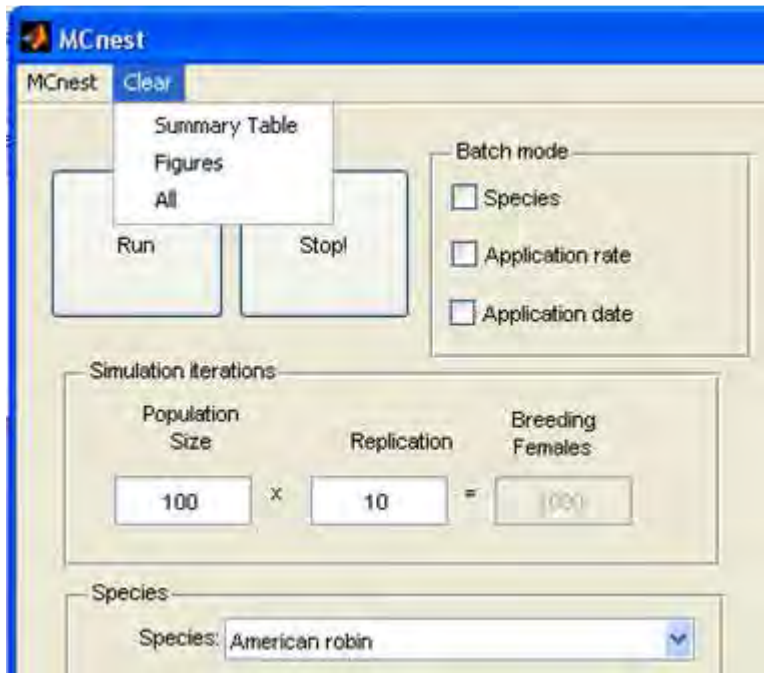 MCnest
MCnest Clear
Summary Table
Figures
All
Run
Stop!
Batch mode
Species
Application rate
Application date
Simulation iterations
Population
Size
Replication
Breeding
Females
100 x 10 = 1000
Species
Species: American robin